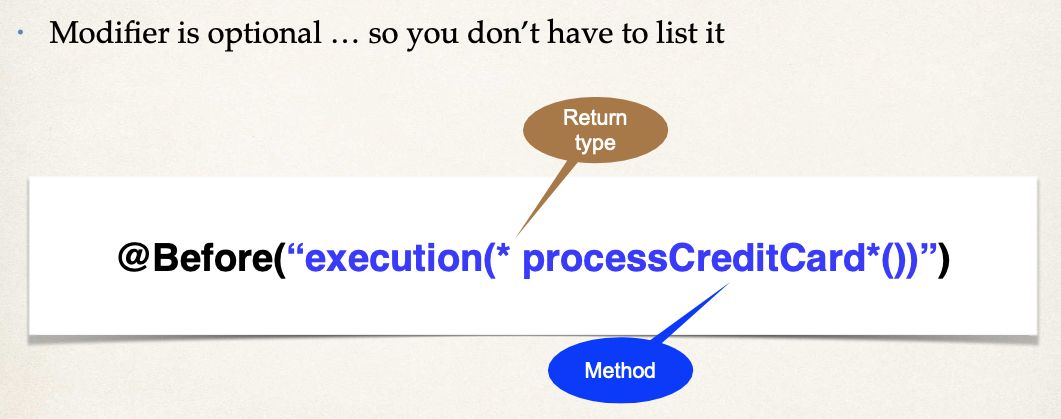 • Modifier is optional … so you don’t have to list it
Return
type
@Before(“execution(* processCreditCard*())”)
Method